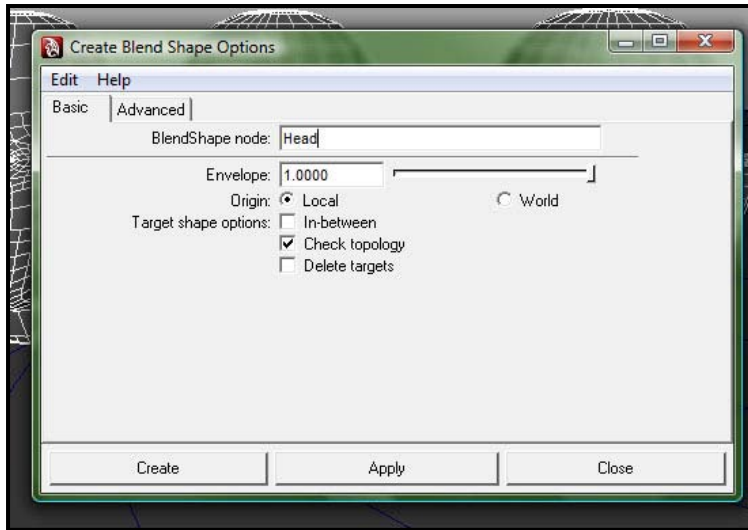 Create Blend Shape Options
Edit Help
Basic Advanced
BlendShape node: Head
Envelope: 1.0000
Origin: Local World
Target shape options: In-between
Check topology
Delete targets
Create Apply Close